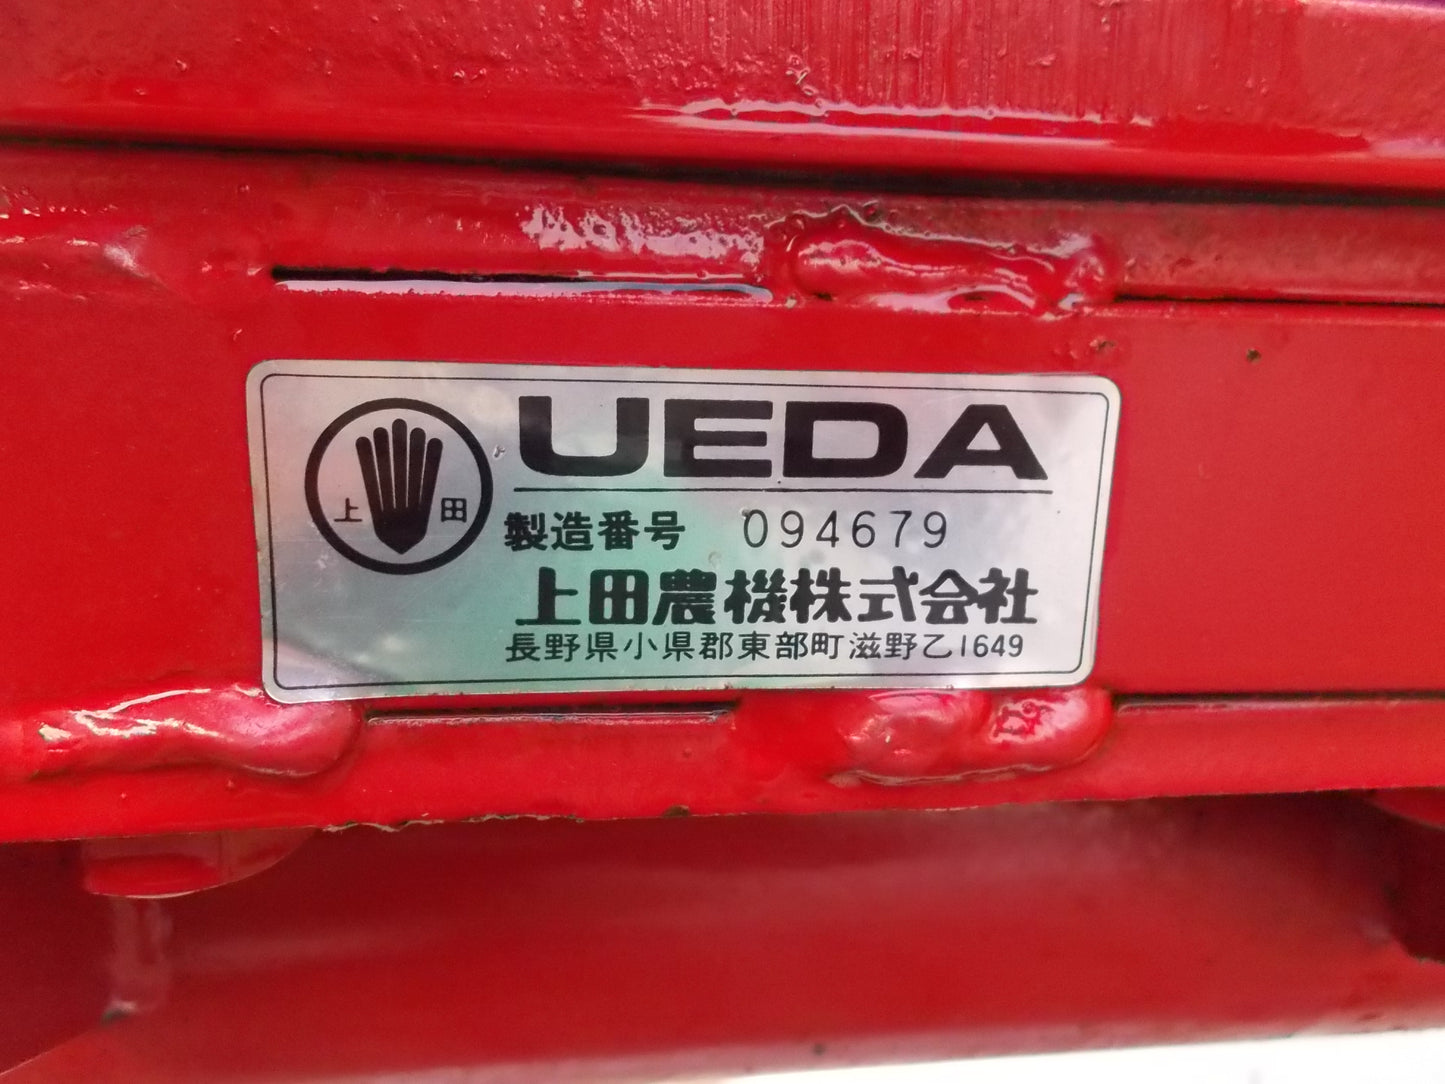 上 田
UEDA
製造番号 094679
上田農機株式会社
長野県小県郡東部町滋野乙1649